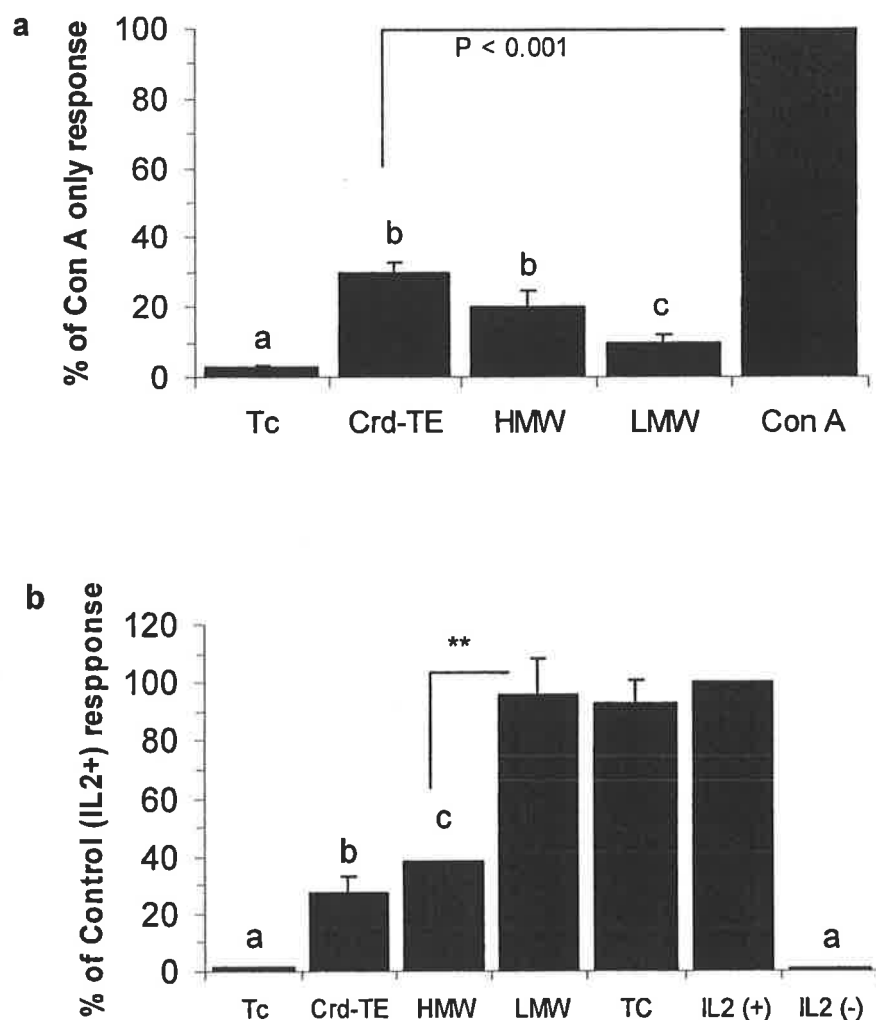 a
% of Con A only response
100
80
60
40
20
0
P < 0.001
a
b
b
c
Tc Crd-TE HMW LMW Con A
b
% of Control (IL2+) respponse
120
100
80
60
40
20
0
**
a
b
c
a
Tc Crd-TE HMW LMW TC IL2 (+) IL2 (-)